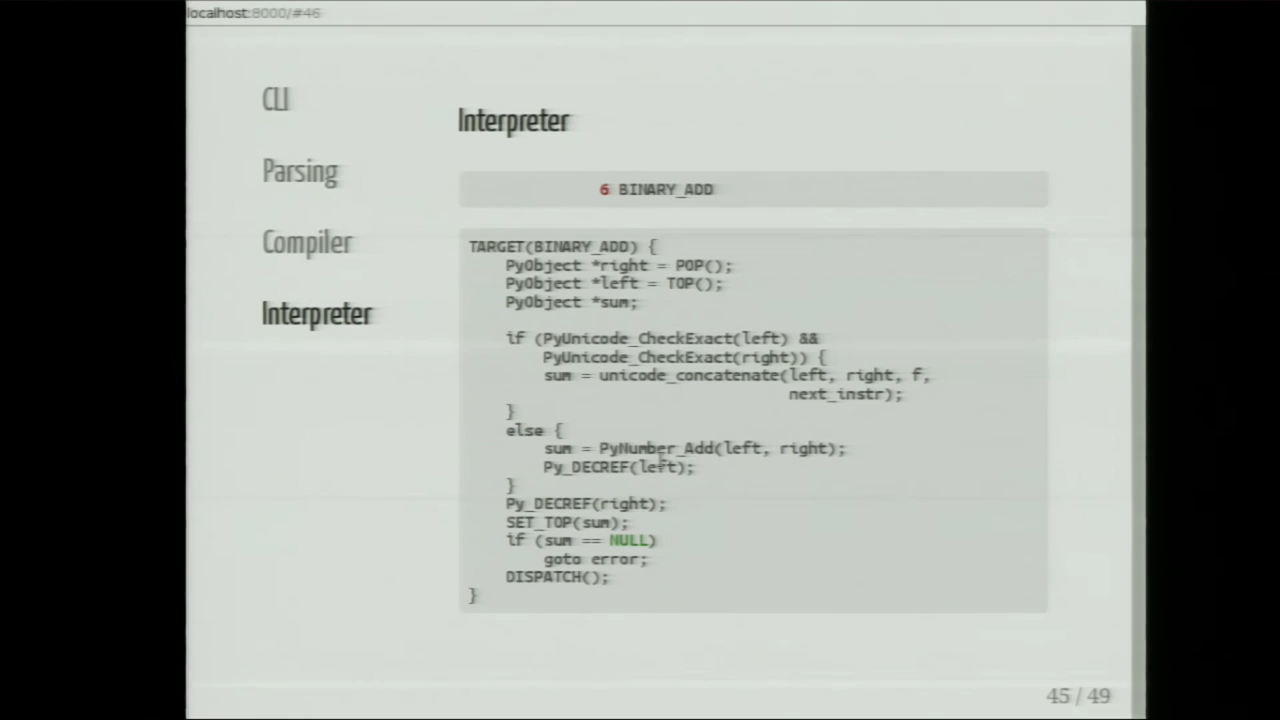 localhost:8000/#46
CLI
Parsing
Compiler
Interpreter
Interpreter
6 BINARY_ADD
TARGET(BINARY_ADD) {
    PyObject *right = POP();
    PyObject *left = TOP();
    PyObject *sum;
    if (PyUnicode_CheckExact(left) &&
        PyUnicode_CheckExact(right)) {
        sum = unicode_concatenate(left, right, f,
                                  next_instr);
    }
    else {
        sum = PyNumber_Add(left, right);
        Py_DECREF(left);
    }
    Py_DECREF(right);
    SET_TOP(sum);
    if (sum == NULL)
        goto error;
    DISPATCH();
}
45 / 49